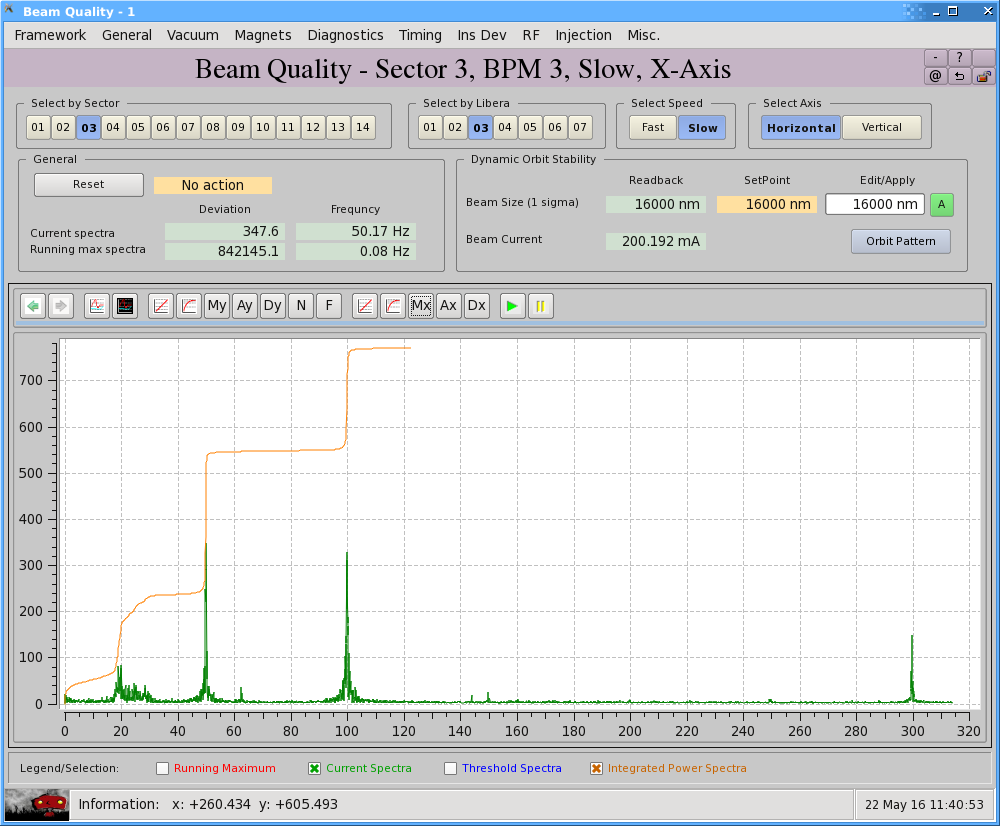 Beam Quality - 1
Framework General Vacuum Magnets Diagnostics Timing Ins Dev RF Injection Misc.
Beam Quality - Sector 3, BPM 3, Slow, X-Axis
- ?
@
Select by Sector
01 02 03 04 05 06 07 08 09 10 11 12 13 14
Select by Libera
01 02 03 04 05 06 07
Select Speed
Fast Slow
Select Axis
Horizontal Vertical
General
Reset No action
Deviation Frequncy
Current spectra 347.6 50.17 Hz
Running max spectra 842145.1 0.08 Hz
Dynamic Orbit Stability
Readback SetPoint Edit/Apply
Beam Size (1 sigma) 16000 nm 16000 nm 16000 nm A
Beam Current 200.192 mA Orbit Pattern
My Ay Dy N F Mx Ax Dx
700
600
500
400
300
200
100
0
0 20 40 60 80 100 120 140 160 180 200 220 240 260 280 300 320
Legend/Selection: Running Maximum Current Spectra Threshold Spectra Integrated Power Spectra
Information: x: +260.434 y: +605.493 22 May 16 11:40:53